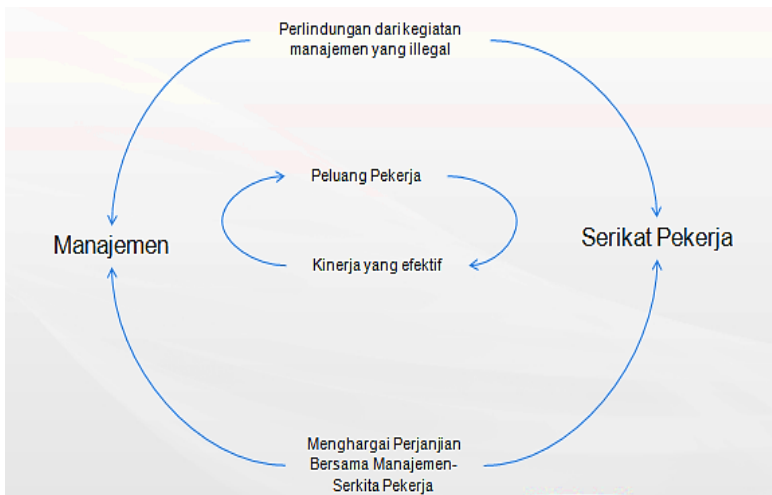 Perlindungan dari kegiatan
manajemen yang illegal
Peluang Pekerja
Manajemen
Serikat Pekerja
Kinerja yang efektif
Menghargai Perjanjian
Bersama Manajemen-
Serkita Pekerja